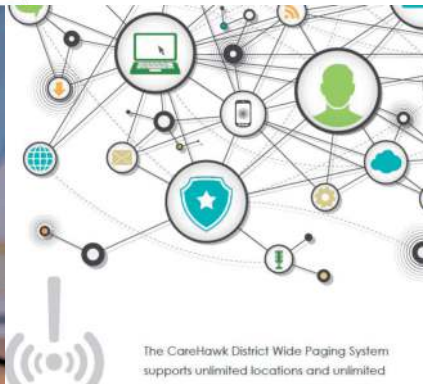 The CareHawk District Wide Paging System
supports unlimited locations and unlimited